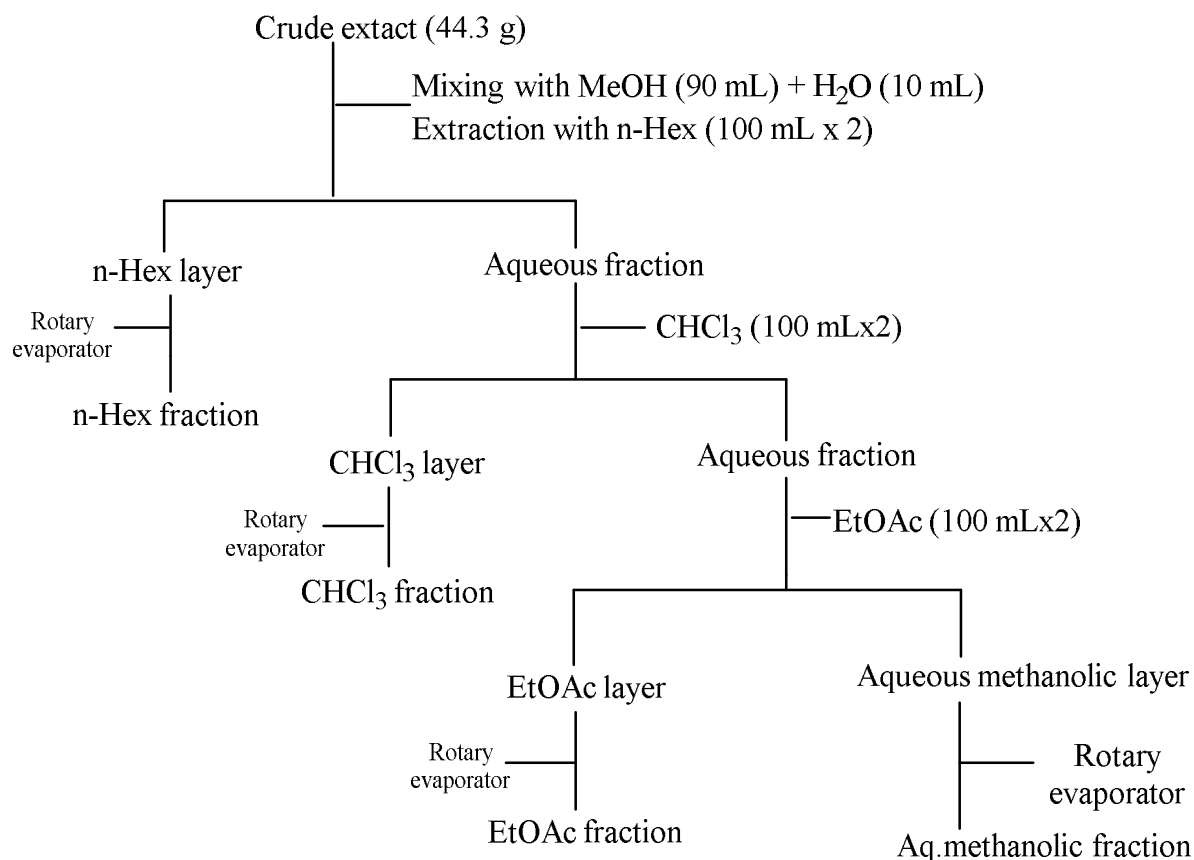 Crude extact (44.3 g)
Mixing with MeOH (90 mL) + H₂O (10 mL)
Extraction with n-Hex (100 mL x 2)
n-Hex layer
Aqueous fraction
Rotary
evaporator
CHCl₃ (100 mLx2)
n-Hex fraction
CHCl₃ layer
Aqueous fraction
Rotary
evaporator
EtOAc (100 mLx2)
CHCl₃ fraction
EtOAc layer
Aqueous methanolic layer
Rotary
evaporator
Rotary
evaporator
EtOAc fraction
Aq.methanolic fraction